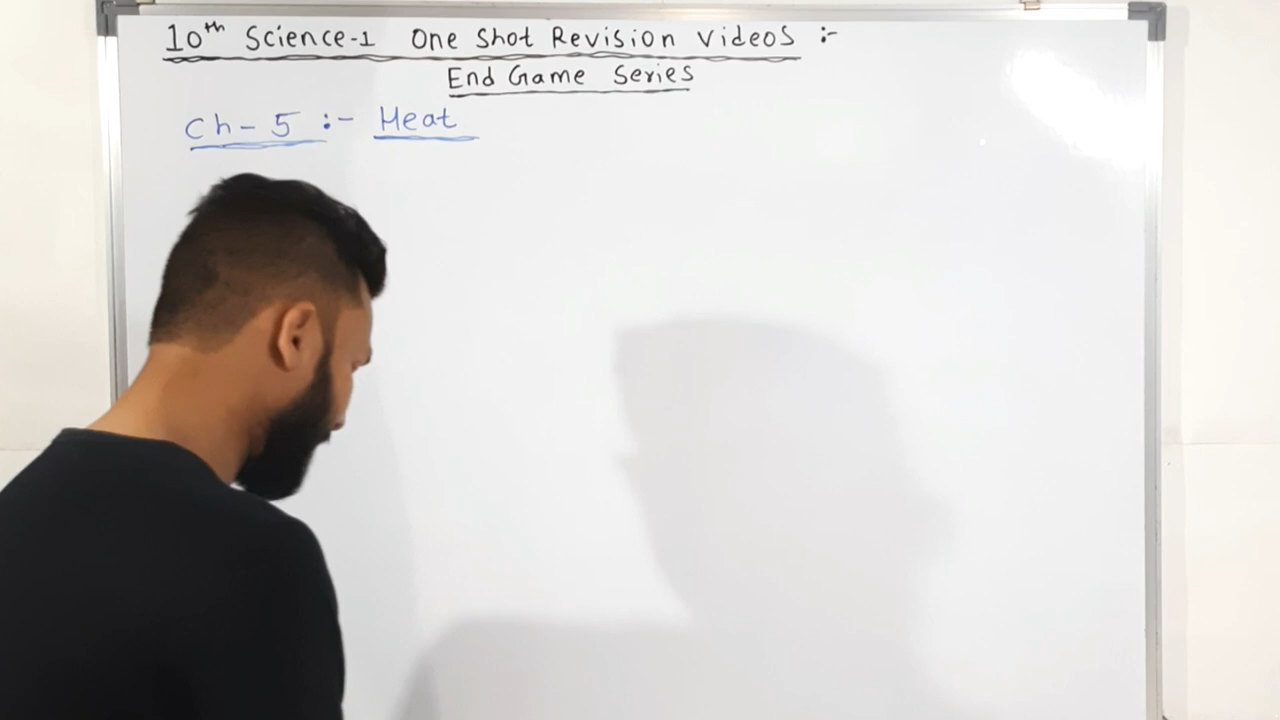 10th Science-1 One Shot Revision Videos :-
End Game Series
Ch-5 :- Heat